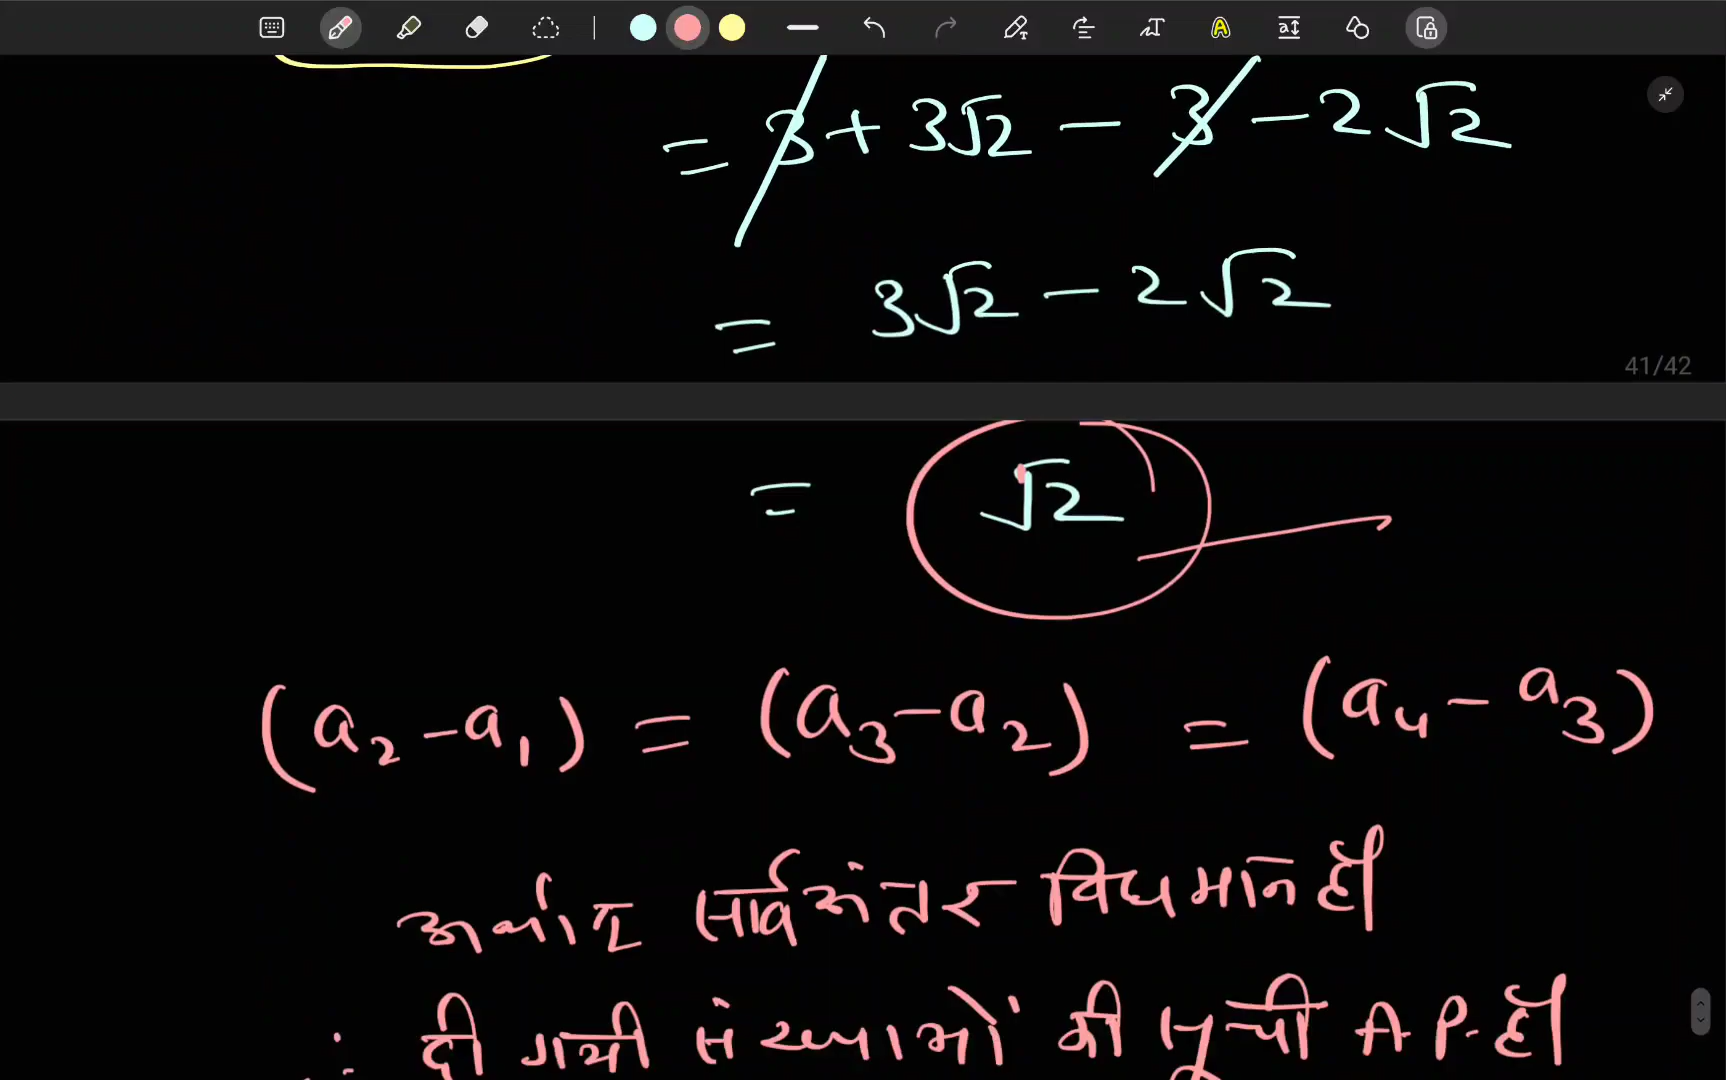 = 3 + 3√2 - 3 - 2√2
= 3√2 - 2√2
41/42
= √2
(a₂-a₁) = (a₃-a₂) = (a₄-a₃)
अर्थात् सार्वअंतर विधमान है
∴ दी गयी संख्याओं की सूची A.P. है